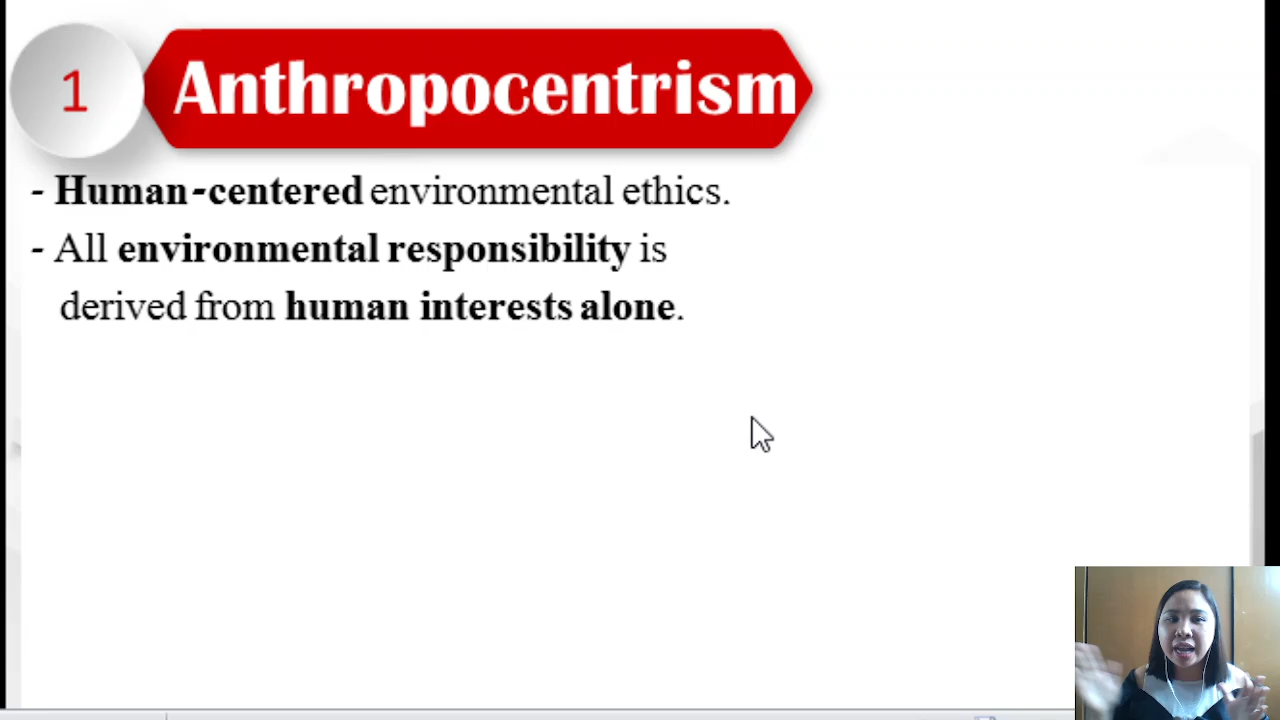 1
Anthropocentrism
- Human-centered environmental ethics.
- All environmental responsibility is
derived from human interests alone.